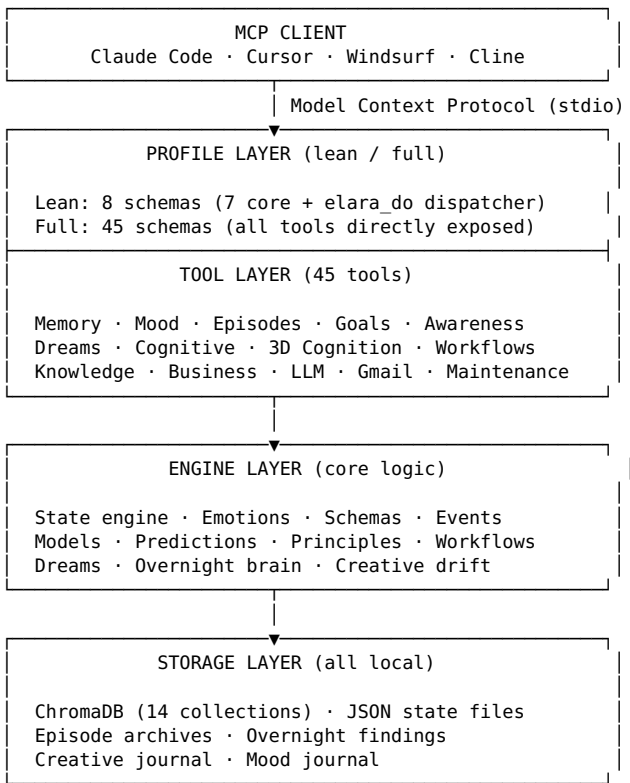 MCP CLIENT
Claude Code · Cursor · Windsurf · Cline
Model Context Protocol (stdio)
PROFILE LAYER (lean / full)
Lean: 8 schemas (7 core + elara_do dispatcher)
Full: 45 schemas (all tools directly exposed)
TOOL LAYER (45 tools)
Memory · Mood · Episodes · Goals · Awareness
Dreams · Cognitive · 3D Cognition · Workflows
Knowledge · Business · LLM · Gmail · Maintenance
ENGINE LAYER (core logic)
State engine · Emotions · Schemas · Events
Models · Predictions · Principles · Workflows
Dreams · Overnight brain · Creative drift
STORAGE LAYER (all local)
ChromaDB (14 collections) · JSON state files
Episode archives · Overnight findings
Creative journal · Mood journal